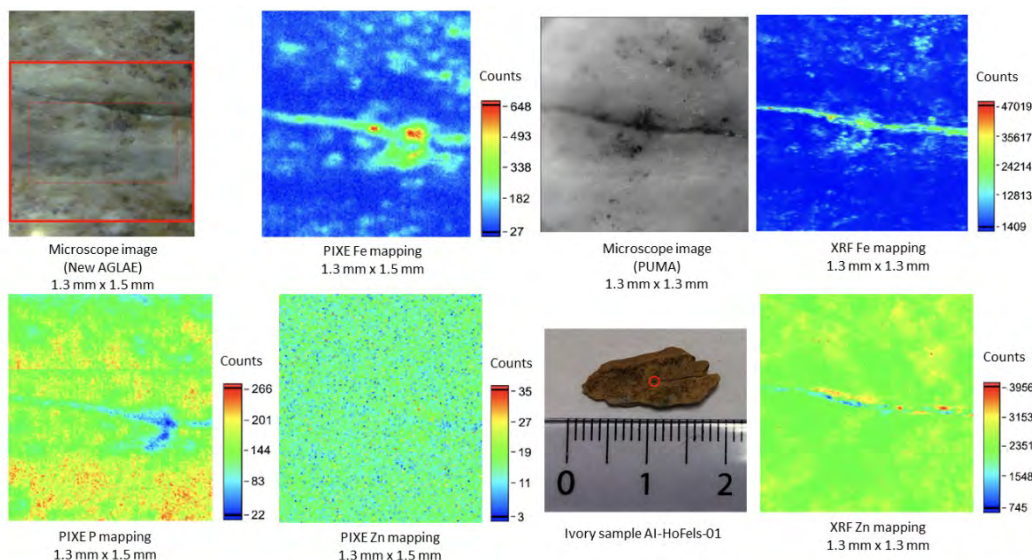 Counts
648
493
338
182
27
Microscope image
(New AGLAE)
1.3 mm x 1.5 mm
PIXE Fe mapping
1.3 mm x 1.5 mm
Microscope image
(PUMA)
1.3 mm x 1.3 mm
Counts
47019
35617
24214
12813
1409
XRF Fe mapping
1.3 mm x 1.3 mm
Counts
266
201
144
83
22
PIXE P mapping
1.3 mm x 1.5 mm
Counts
35
27
19
11
3
PIXE Zn mapping
1.3 mm x 1.5 mm
0 1 2
Ivory sample AI-HoFels-01
Counts
3956
3153
2351
1548
745
XRF Zn mapping
1.3 mm x 1.3 mm